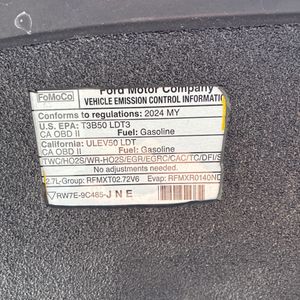 Ford Motor Company
FoMoCo
VEHICLE EMISSION CONTROL INFORMATION
Conforms to regulations: 2024 MY
U.S. EPA: T3B50 LDT3
CA OBD II Fuel: Gasoline
California: ULEV50 LDT
CA OBD II Fuel: Gasoline
TWC/HO2S/WR-HO2S/EGR/EGRC/CAC/TC/DFI/S
No adjustments needed.
2.7L-Group: RFMXT02.72V6 Evap: RFMXR0140ND
RW7E-9C485-JNE